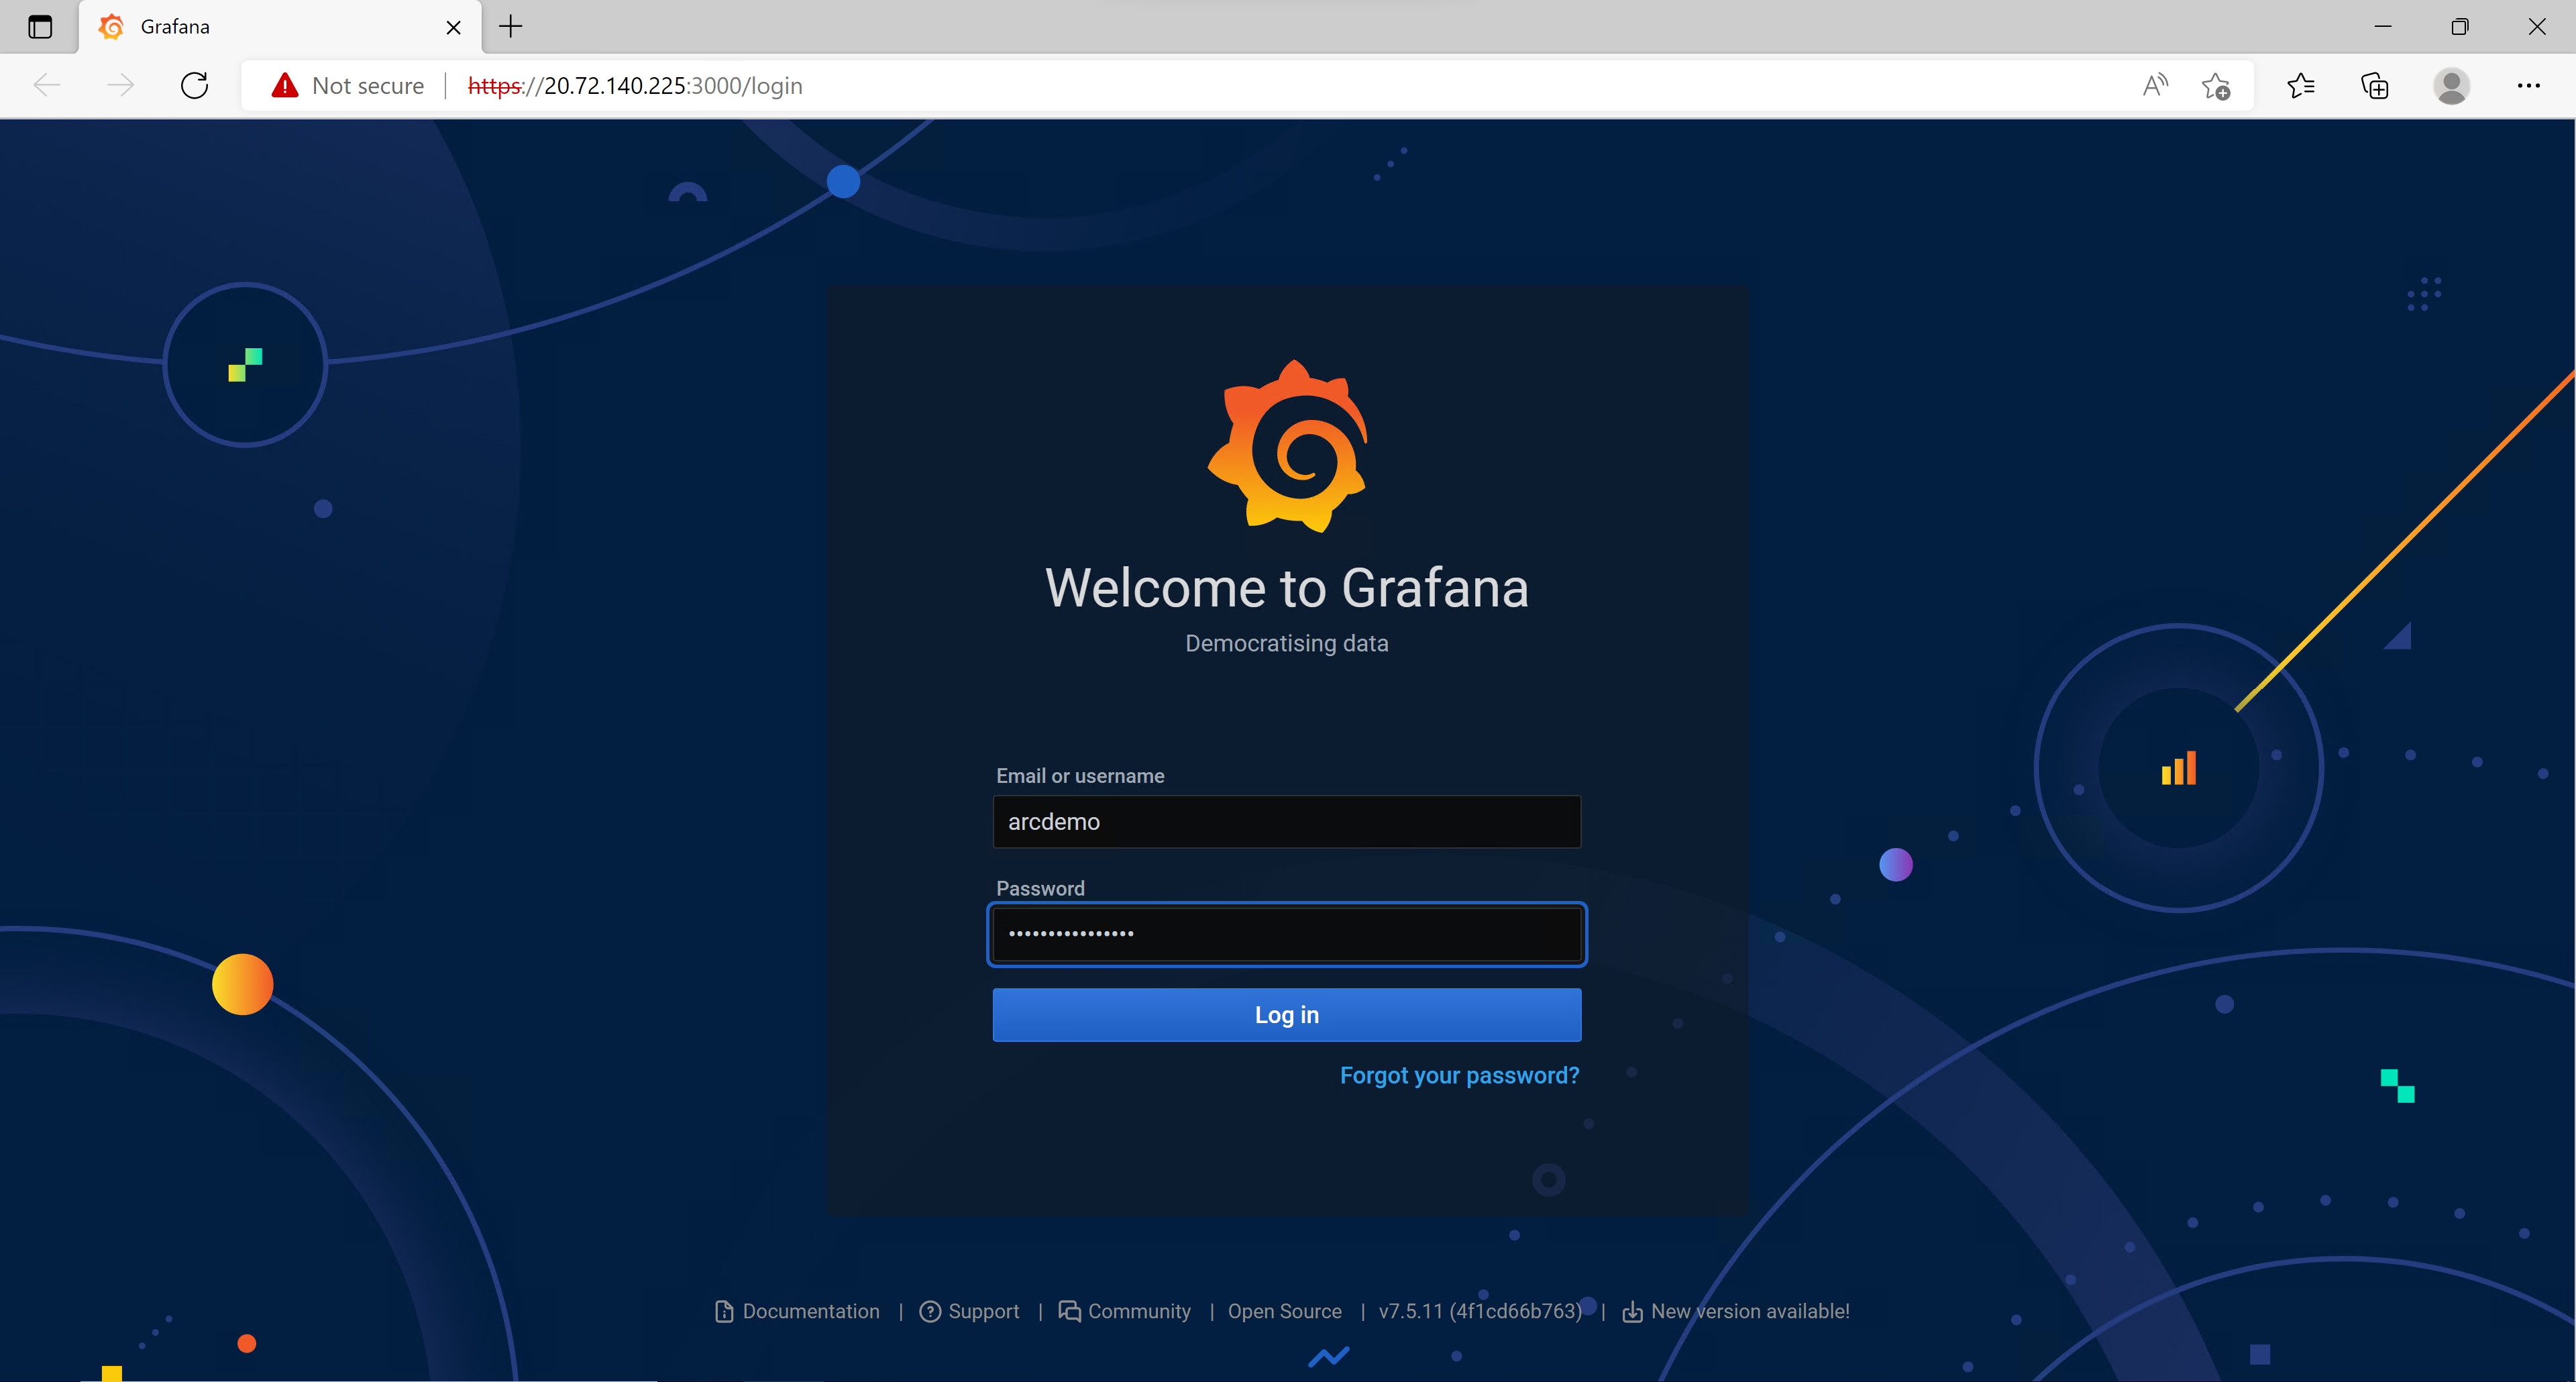 Grafana
Not secure | https://20.72.140.225:3000/login
Welcome to Grafana
Democratising data
Email or username
arcdemo
Password
••••••••••••••••
Log in
Forgot your password?
Documentation | Support | Community | Open Source | v7.5.11 (4f1cd66b763) | New version available!